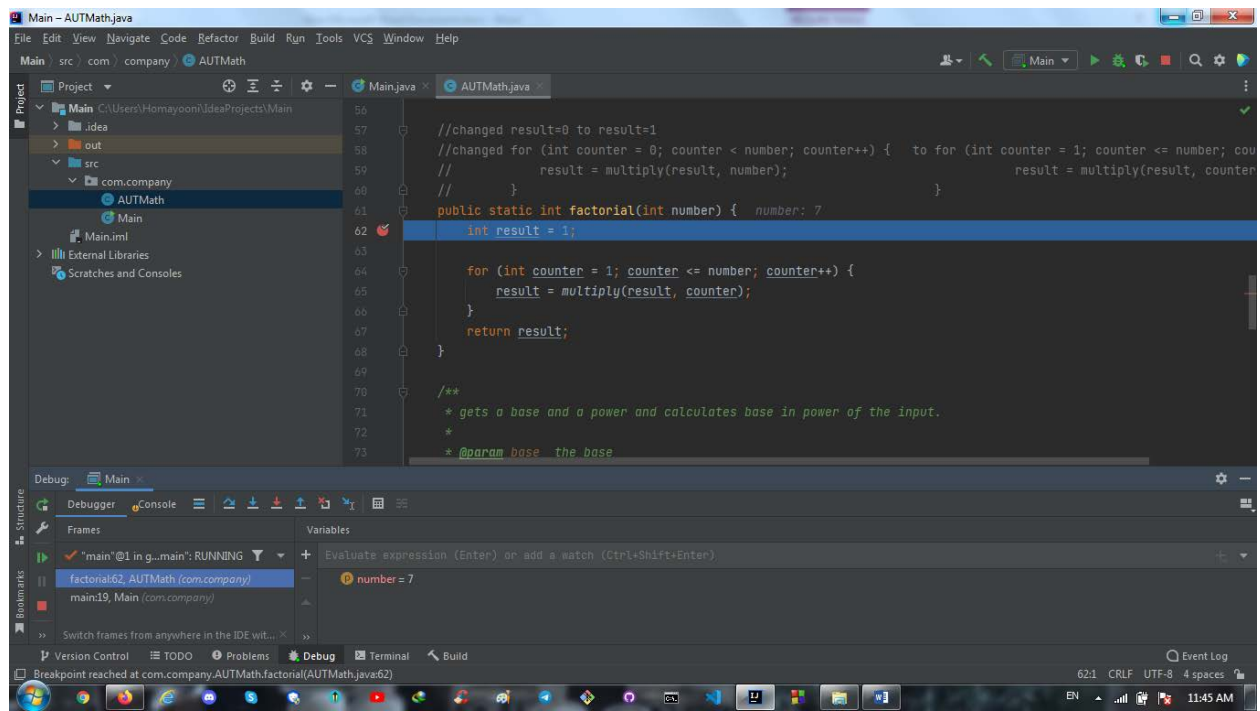 Main – AUTMath.java
File Edit View Navigate Code Refactor Build Run Tools VCS Window Help
Main src com company AUTMath
Main
Project
Project
Main C:\Users\Homayooni\IdeaProjects\Main
.idea
out
src
com.company
AUTMath
Main
Main.iml
External Libraries
Scratches and Consoles
Main.java
AUTMath.java
56
57 //changed result=0 to result=1
58 //changed for (int counter = 0; counter < number; counter++) { to for (int counter = 1; counter <= number; cou
59 // result = multiply(result, number); result = multiply(result, counter
60 // } }
61 public static int factorial(int number) { number: 7
62 int result = 1;
63
64 for (int counter = 1; counter <= number; counter++) {
65 result = multiply(result, counter);
66 }
67 return result;
68 }
69
70 /**
71 * gets a base and a power and calculates base in power of the input.
72 *
73 * @param base the base
Debug: Main
Structure
Bookmarks
Debugger Console
Frames
Variables
"main"@1 in g...main": RUNNING
Evaluate expression (Enter) or add a watch (Ctrl+Shift+Enter)
factorial:62, AUTMath (com.company)
number = 7
main:19, Main (com.company)
Switch frames from anywhere in the IDE wit...
Version Control TODO Problems Debug Terminal Build Event Log
Breakpoint reached at com.company.AUTMath.factorial(AUTMath.java:62) 62:1 CRLF UTF-8 4 spaces
EN 11:45 AM